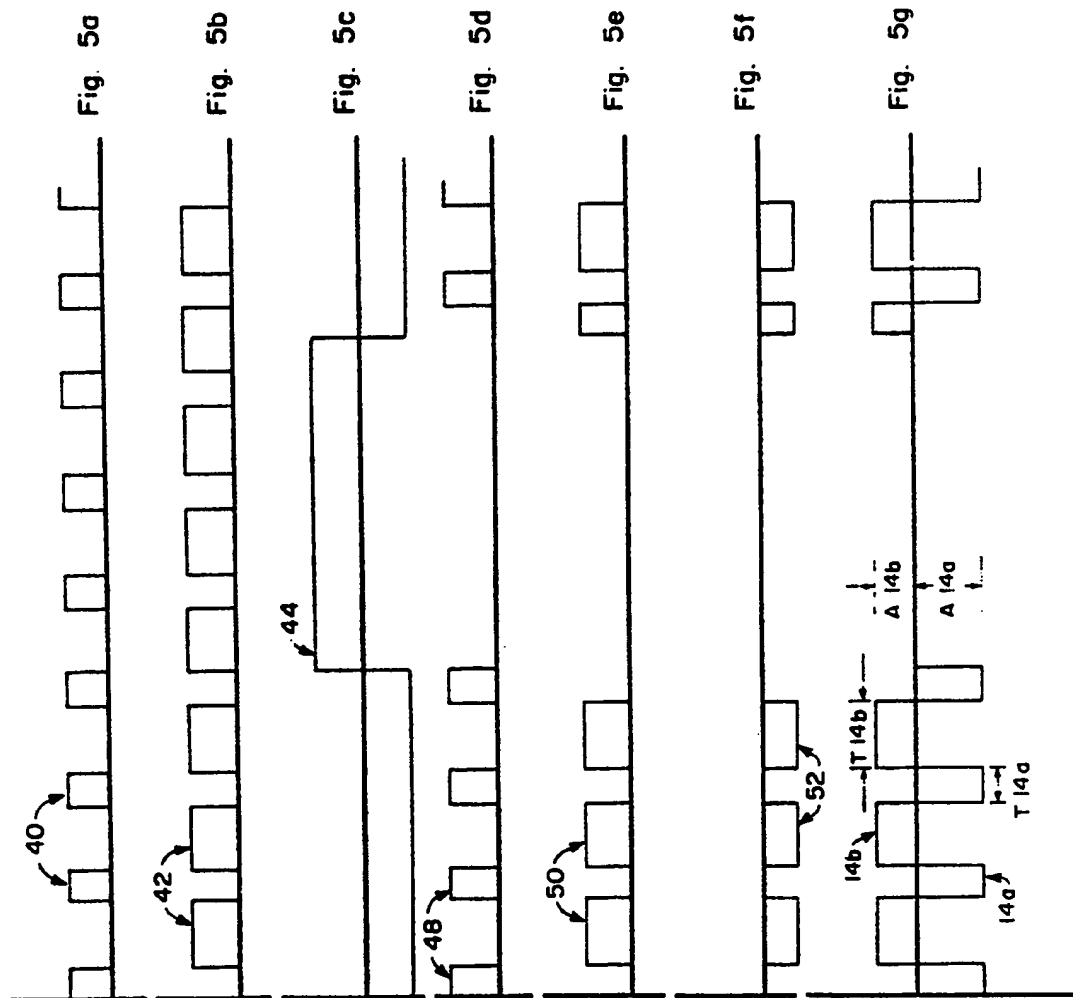 Fig. 5a
40
Fig. 5b
42
Fig. 5c
44
Fig. 5d
48
Fig. 5e
50
Fig. 5f
52
Fig. 5g
14b
T 14b
A 14b
A 14a
T 14a
14a